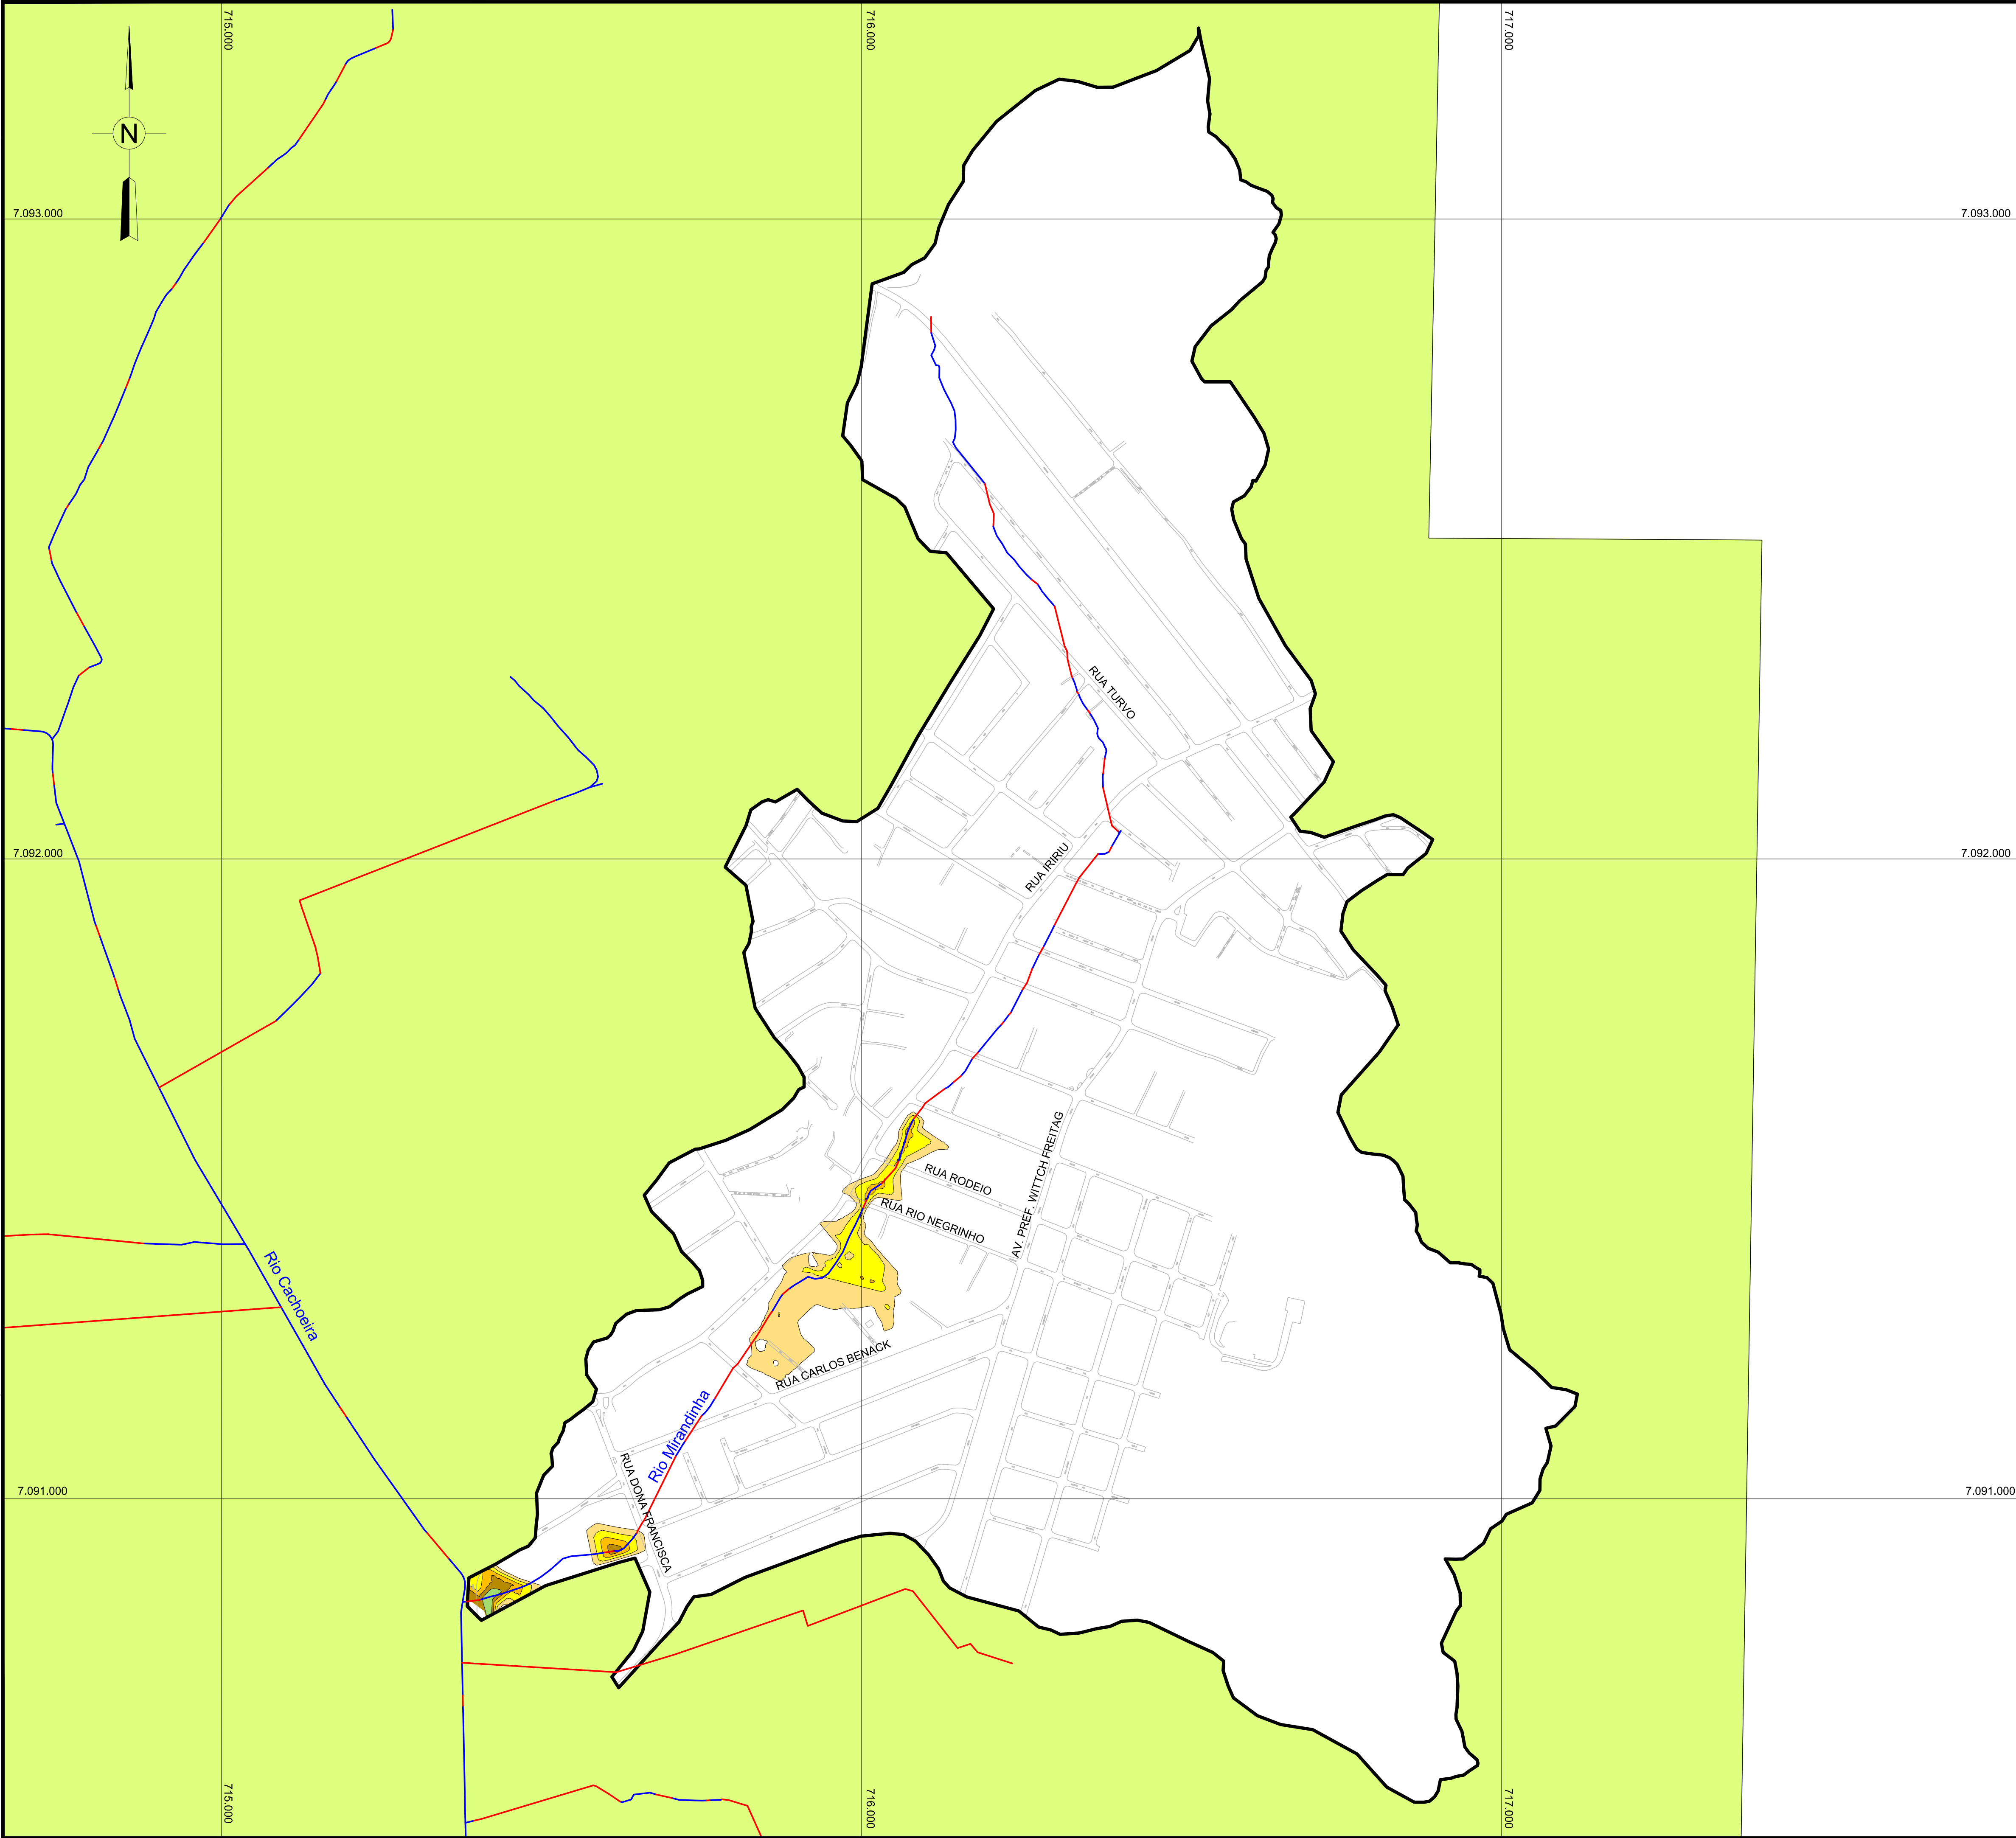 715.000
716.000
717.000
N
7.093.000
7.093.000
RUA TURVO
RUA IRIRIU
7.092.000
7.092.000
AV. PREF. WITTCH FREITAG
RUA RODEIO
RUA RIO NEGRINHO
Rio Cachoeira
RUA CARLOS BENACK
Rio Mirandinha
RUA DONA FRANCISCA
7.091.000
7.091.000
715.000
716.000
717.000